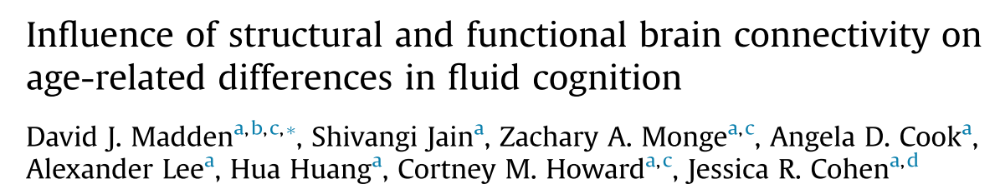 Influence of structural and functional brain connectivity on
age-related differences in fluid cognition
David J. Madden a,b,c,*, Shivangi Jain a, Zachary A. Monge a,c, Angela D. Cook a,
Alexander Lee a, Hua Huang a, Cortney M. Howard a,c, Jessica R. Cohen a,d